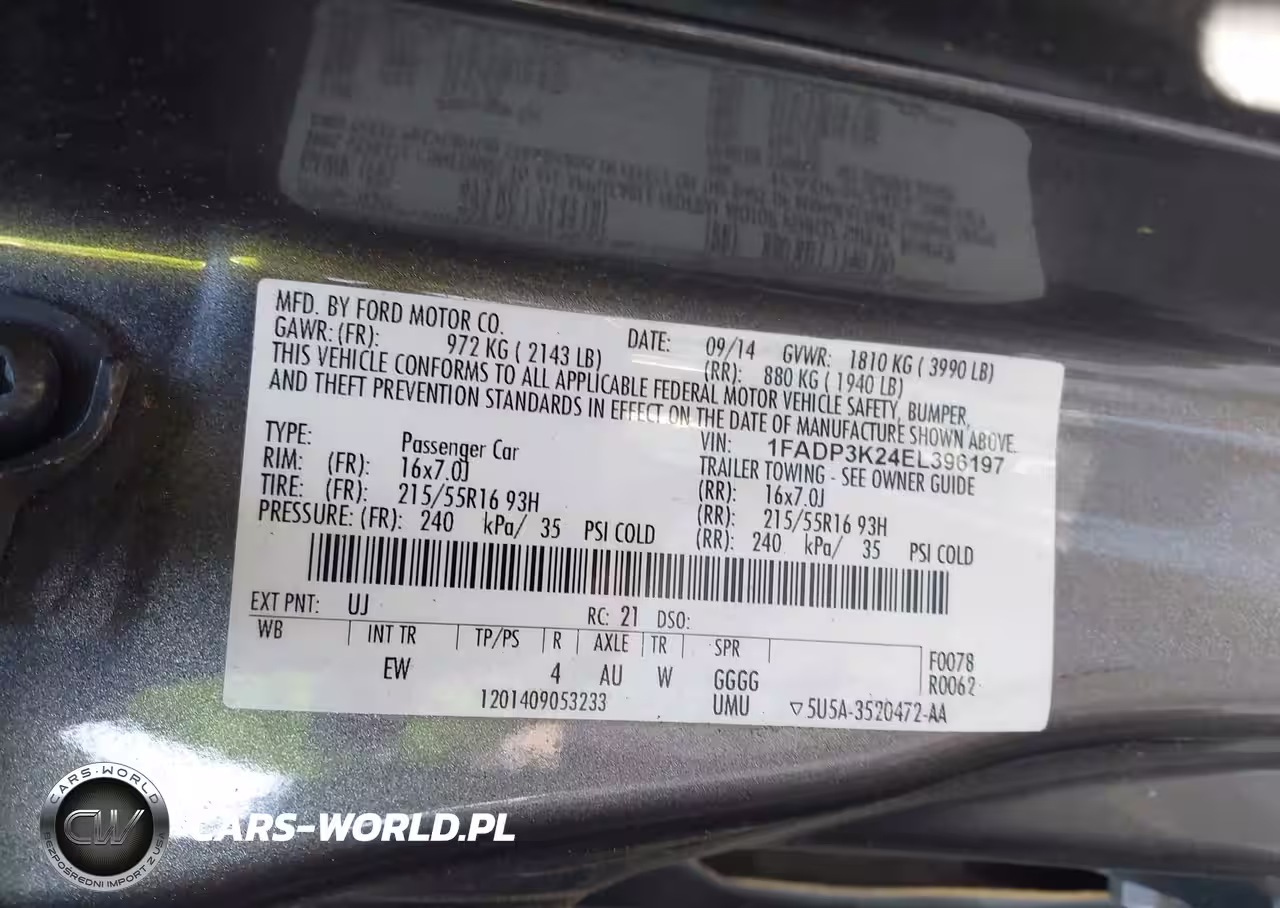 MFD. BY FORD MOTOR CO.
DATE: 09/14 GVWR: 1810 KG ( 3990 LB)
GAWR: (FR): 972 KG ( 2143 LB) (RR): 880 KG ( 1940 LB)
THIS VEHICLE CONFORMS TO ALL APPLICABLE FEDERAL MOTOR VEHICLE SAFETY, BUMPER,
AND THEFT PREVENTION STANDARDS IN EFFECT ON THE DATE OF MANUFACTURE SHOWN ABOVE.
VIN: 1FADP3K24EL396197
TYPE: Passenger Car TRAILER TOWING - SEE OWNER GUIDE
RIM: (FR): 16x7.0J (RR): 16x7.0J
TIRE: (FR): 215/55R16 93H (RR): 215/55R16 93H
PRESSURE: (FR): 240 kPa/ 35 PSI COLD (RR): 240 kPa/ 35 PSI COLD
EXT PNT: UJ RC: 21 DSO:
WB INT TR TP/PS R AXLE TR SPR F0078
EW 4 AU W GGGG R0062
1201409053233 UMU ▽5U5A-3520472-AA
CARS-WORLD
CW
BEZPOŚREDNI IMPORT Z USA
CARS-WORLD.PL